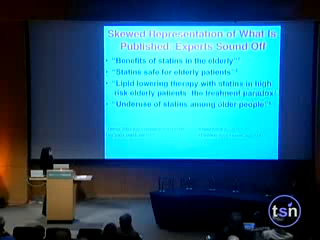 Skewed Representation of What Is
Published Experts Sound Off
• "Benefits of statins in the elderly"
• "Statins safe for elderly patients"
• "Lipid lowering therapy with statins in high
risk elderly patients the treatment paradox
• "Underuse of statins among older people"
tsn